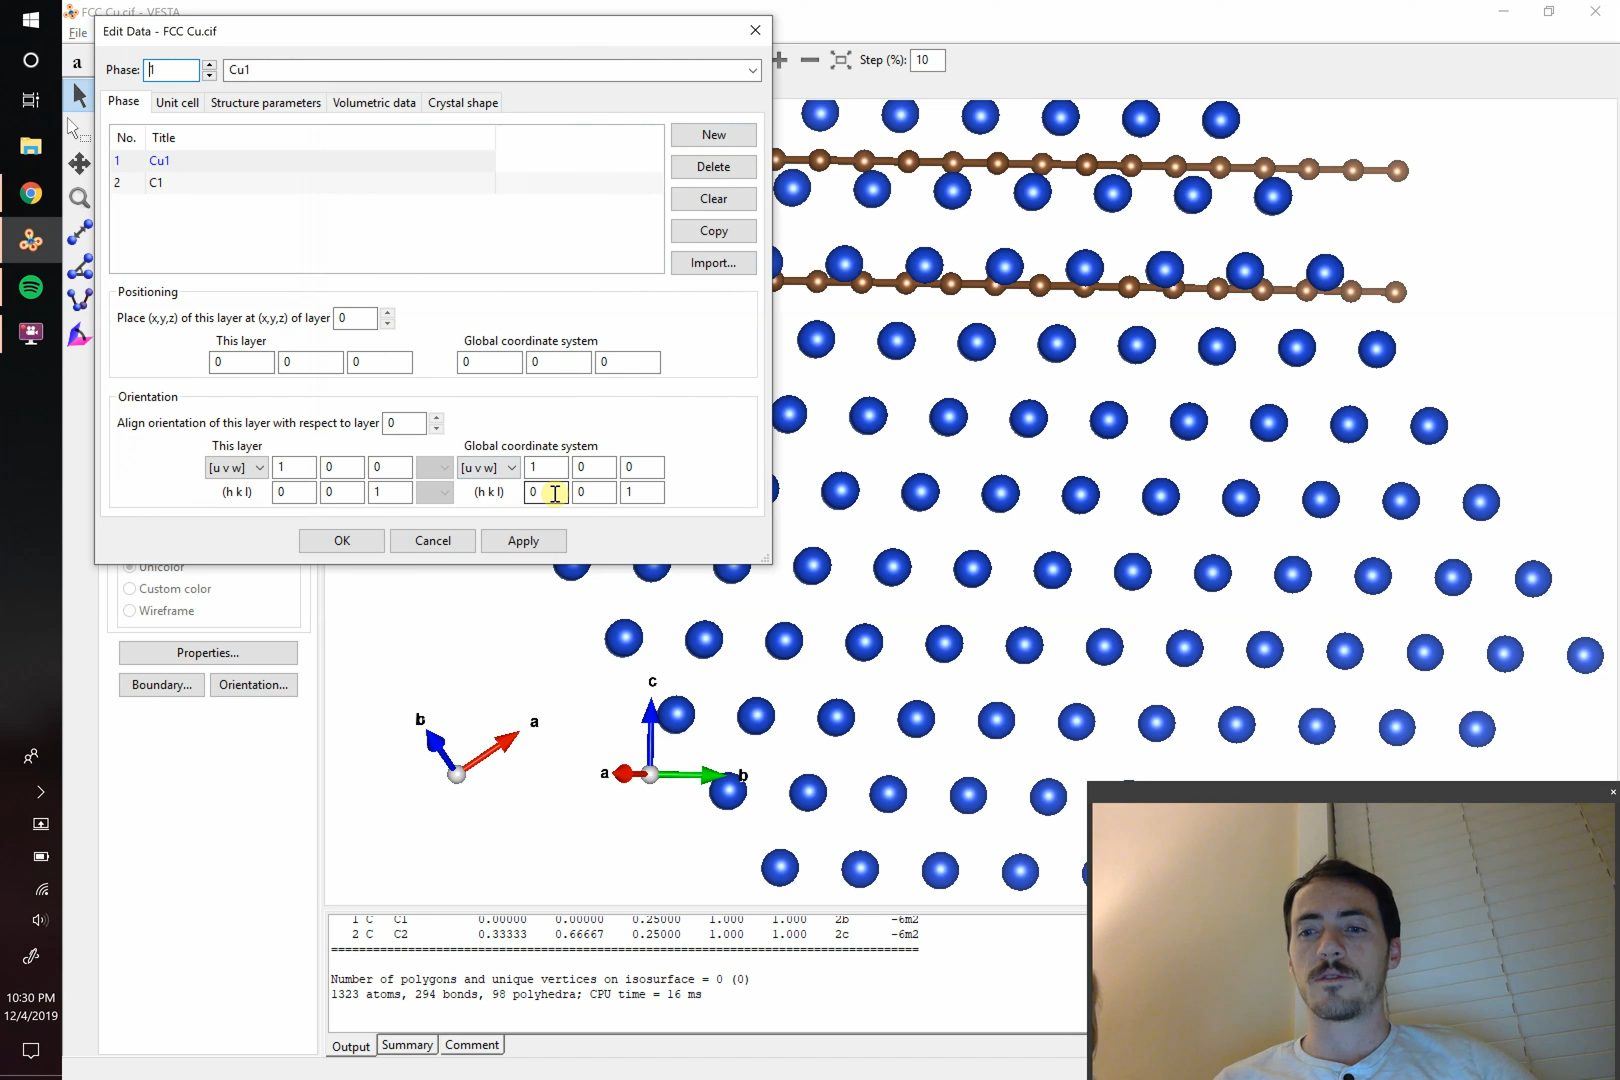 FCC Cu.cif - VESTA
File
Edit Data - FCC Cu.cif
Phase: 1 Cu1
Step (%): 10
Phase Unit cell Structure parameters Volumetric data Crystal shape
No. Title
1 Cu1
2 C1
New
Delete
Clear
Copy
Import...
Positioning
Place (x,y,z) of this layer at (x,y,z) of layer 0
This layer Global coordinate system
0 0 0 0 0 0
Orientation
Align orientation of this layer with respect to layer 0
This layer Global coordinate system
[u v w] 1 0 0 [u v w] 1 0 0
(h k l) 0 0 1 (h k l) 0 0 1
OK Cancel Apply
Unicolor
Custom color
Wireframe
Properties...
Boundary... Orientation...
b a
c
a b
1 C C1 0.00000 0.00000 0.25000 1.000 1.000 2b -6m2
2 C C2 0.33333 0.66667 0.25000 1.000 1.000 2c -6m2
Number of polygons and unique vertices on isosurface = 0 (0)
1323 atoms, 294 bonds, 98 polyhedra; CPU time = 16 ms
Output Summary Comment
10:30 PM
12/4/2019